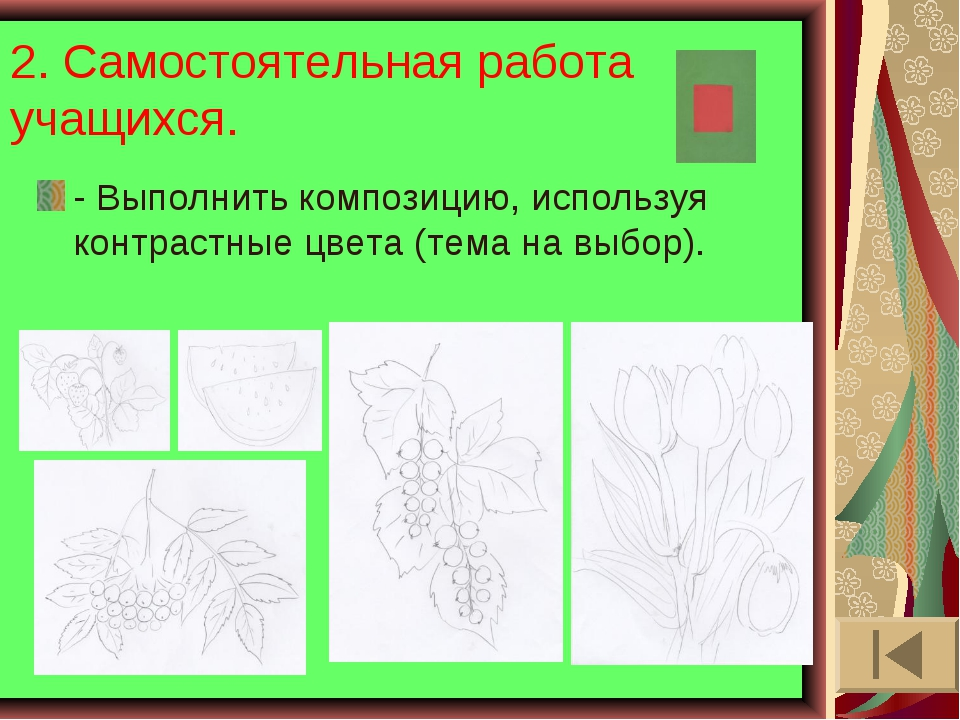 2. Самостоятельная работа
учащихся.
- Выполнить композицию, используя
контрастные цвета (тема на выбор).